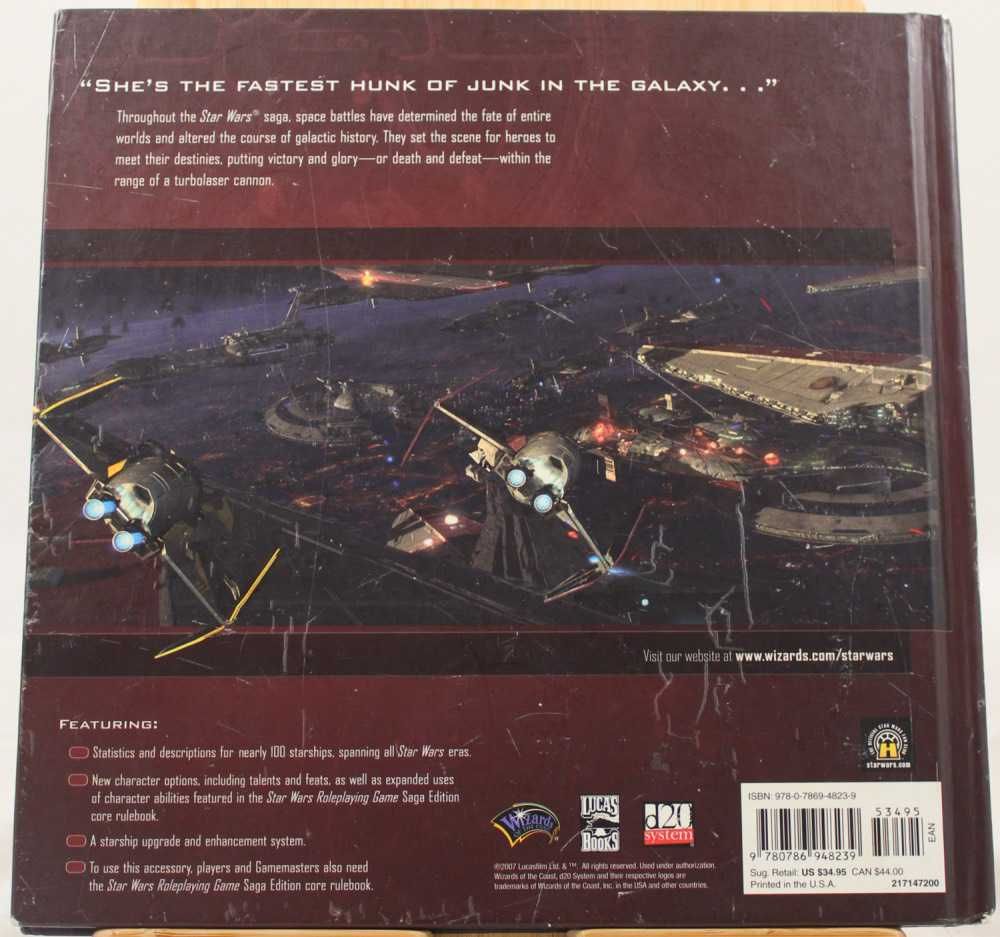 “SHE’S THE FASTEST HUNK OF JUNK IN THE GALAXY. . .”
Throughout the Star Wars® saga, space battles have determined the fate of entire
worlds and altered the course of galactic history. They set the scene for heroes to
meet their destinies, putting victory and glory—or death and defeat—within the
range of a turbolaser cannon.
Visit our website at www.wizards.com/starwars
FEATURING:
Statistics and descriptions for nearly 100 starships, spanning all Star Wars eras.
New character options, including talents and feats, as well as expanded uses
of character abilities featured in the Star Wars Roleplaying Game Saga Edition
core rulebook.
A starship upgrade and enhancement system.
To use this accessory, players and Gamemasters also need
the Star Wars Roleplaying Game Saga Edition core rulebook.
Wizards
OF THE COAST
LUCAS
BOOKS
d20
system
©2007 Lucasfilm Ltd. & ™. All rights reserved. Used under authorization.
Wizards of the Coast, d20 System and their respective logos are
trademarks of Wizards of the Coast, Inc. in the USA and other countries.
starwars.com
ISBN: 978-0-7869-4823-9
53495
EAN
9 780786 948239
Sug. Retail: US $34.95 CAN $44.00
Printed in the U.S.A. 217147200